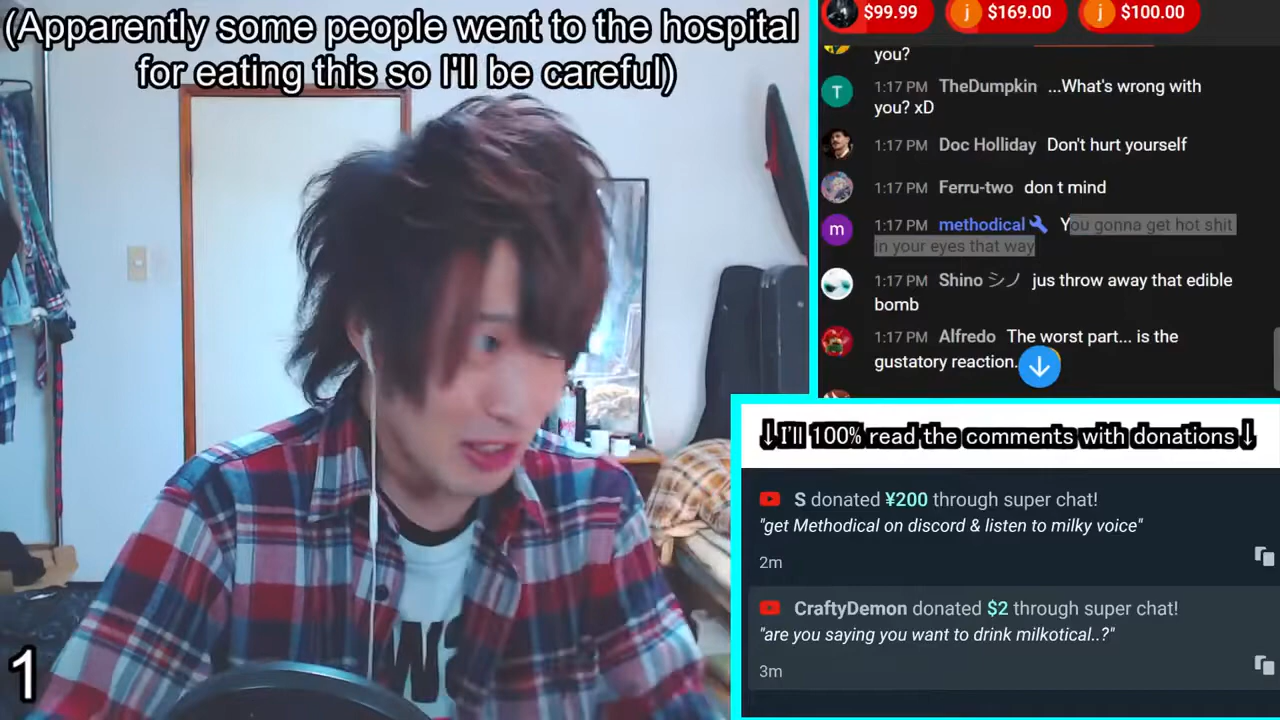 (Apparently some people went to the hospital
for eating this so I'll be careful)
1
$99.99
j $169.00
j $100.00
you?
T 1:17 PM TheDumpkin ...What's wrong with
you? xD
1:17 PM Doc Holliday Don't hurt yourself
1:17 PM Ferru-two don t mind
m 1:17 PM methodical You gonna get hot shit
in your eyes that way
1:17 PM Shino シノ jus throw away that edible
bomb
1:17 PM Alfredo The worst part... is the
gustatory reaction.
↓I'll 100% read the comments with donations↓
S donated ¥200 through super chat!
"get Methodical on discord & listen to milky voice"
2m
CraftyDemon donated $2 through super chat!
"are you saying you want to drink milkotical..?"
3m